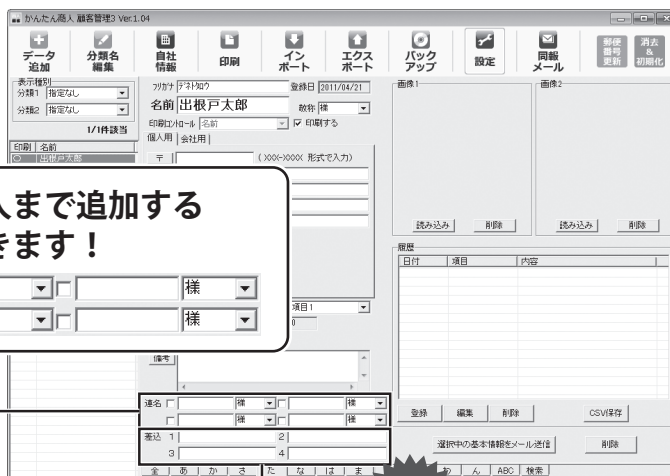 かんたん商人 顧客管理3 Ver.1.04
データ追加
分類名編集
自社情報
印刷
インポート
エクスポート
バックアップ
設定
同報メール
郵便番号更新
消去&初期化
表示種別
分類1 指定なし
分類2 指定なし
1/1件該当
印刷 名前
○ 出根戸太郎
フリガナ デネトタロウ
登録日 2011/04/21
名前 出根戸太郎
敬称 様
印刷コントロール 名前
印刷する
個人用 会社用
〒 (XXX-XXXX 形式で入力)
人まで追加する
きます！
様
様
項目1
備考
連名 様 様
様 様
差込 1 2
3 4
全 あ か さ た な は ま わ ん ABC 検索
画像1
読み込み 削除
画像2
読み込み 削除
履歴
日付 項目 内容
登録 編集 削除 CSV保存
選択中の基本情報をメール送信 削除